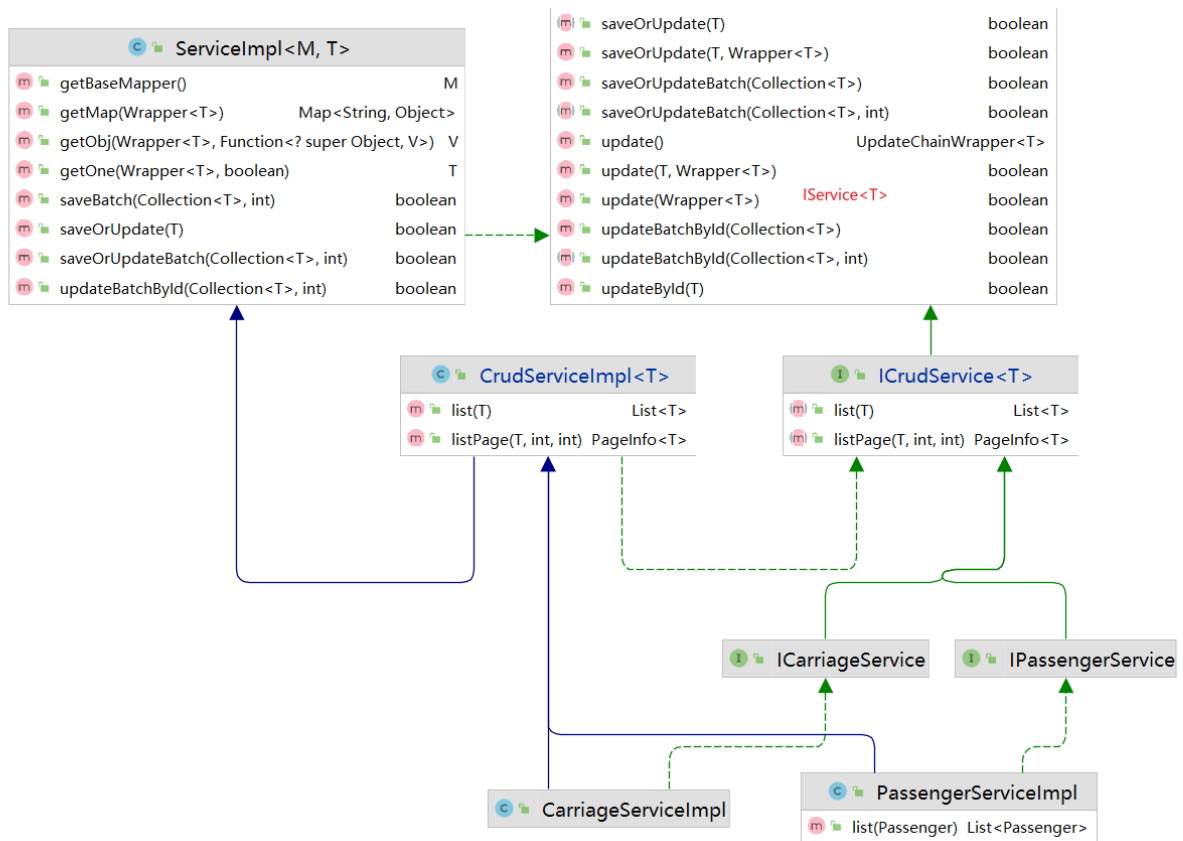 ServiceImpl<M, T>
getBaseMapper() M
getMap(Wrapper<T>) Map<String, Object>
getObj(Wrapper<T>, Function<? super Object, V>) V
getOne(Wrapper<T>, boolean) T
saveBatch(Collection<T>, int) boolean
saveOrUpdate(T) boolean
saveOrUpdateBatch(Collection<T>, int) boolean
updateBatchById(Collection<T>, int) boolean
saveOrUpdate(T) boolean
saveOrUpdate(T, Wrapper<T>) boolean
saveOrUpdateBatch(Collection<T>) boolean
saveOrUpdateBatch(Collection<T>, int) boolean
update() UpdateChainWrapper<T>
update(T, Wrapper<T>) boolean
update(Wrapper<T>) boolean
IService<T>
updateBatchById(Collection<T>) boolean
updateBatchById(Collection<T>, int) boolean
updateById(T) boolean
CrudServiceImpl<T>
list(T) List<T>
listPage(T, int, int) PageInfo<T>
ICrudService<T>
list(T) List<T>
listPage(T, int, int) PageInfo<T>
ICarriageService
IPassengerService
CarriageServiceImpl
PassengerServiceImpl
list(Passenger) List<Passenger>